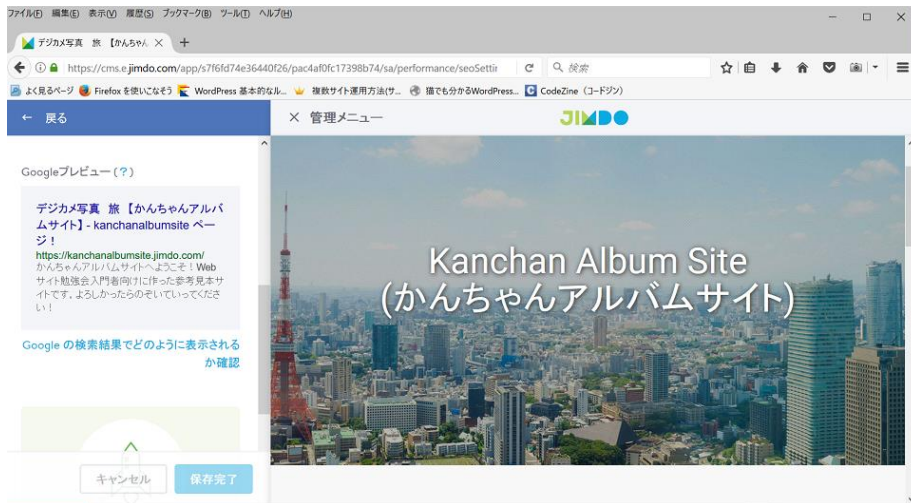 ファイル(F) 編集(E) 表示(V) 履歴(S) ブックマーク(B) ツール(T) ヘルプ(H)
デジカメ写真 旅 【かんちゃん
https://cms.e.jimdo.com/app/s7f6fd74e36440f26/pac4af0fc17398b74/sa/performance/seoSettir
検索
よく見るページ Firefox を使いこなそう WordPress 基本的なル... 複数サイト運用方法(サ... 猫でも分かるWordPress... CodeZine（コードジン）
← 戻る
× 管理メニュー
JIMDO
Googleプレビュー (?)
デジカメ写真 旅 【かんちゃんアルバ
ムサイト】- kanchanalbumsite ペー
ジ！
https://kanchanalbumsite.jimdo.com/
かんちゃんアルバムサイトへようこそ！Web
サイト勉強会入門者向けに作った参考見本サ
イトです。よろしかったらのぞいていってくださ
い！
Google の検索結果でどのように表示される
か確認
キャンセル 保存完了
Kanchan Album Site
(かんちゃんアルバムサイト)